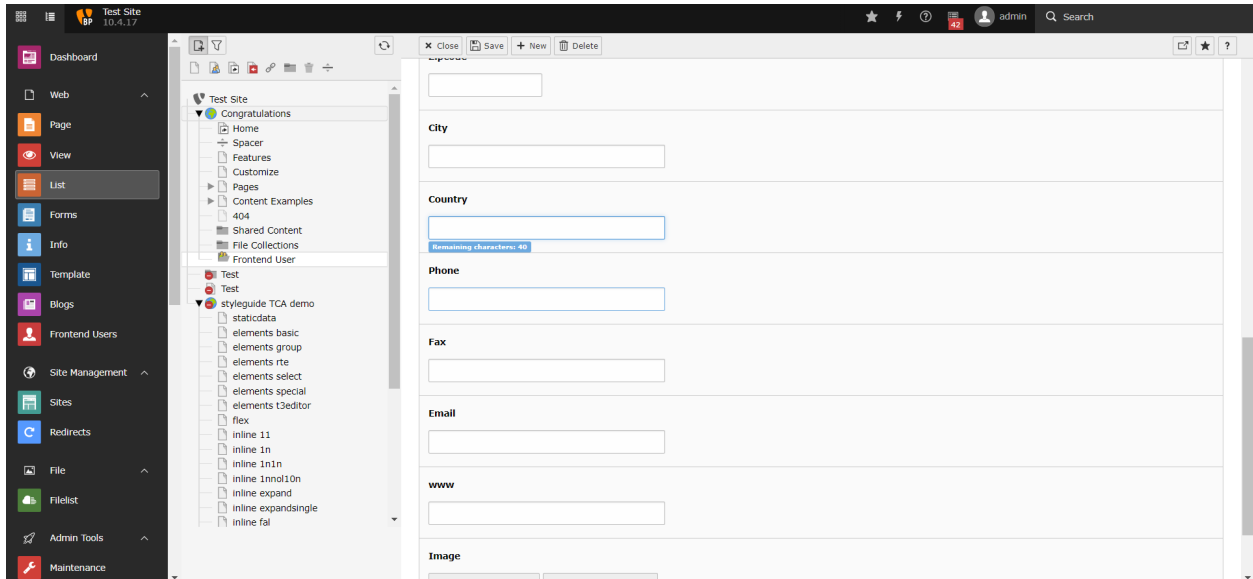 Test Site
10.4.17
BP
42
admin
Search
Dashboard
Web
Page
View
List
Forms
Info
Template
Blogs
Frontend Users
Site Management
Sites
Redirects
File
Filelist
Admin Tools
Maintenance
Test Site
Congratulations
Home
Spacer
Features
Customize
Pages
Content Examples
404
Shared Content
File Collections
Frontend User
Test
Test
styleguide TCA demo
staticdata
elements basic
elements group
elements rte
elements select
elements special
elements t3editor
flex
inline 11
inline 1n
inline 1n1n
inline 1nnol10n
inline expand
inline expandsingle
inline fal
Close Save New Delete
?
Zipcode
City
Country
Remaining characters: 40
Phone
Fax
Email
www
Image